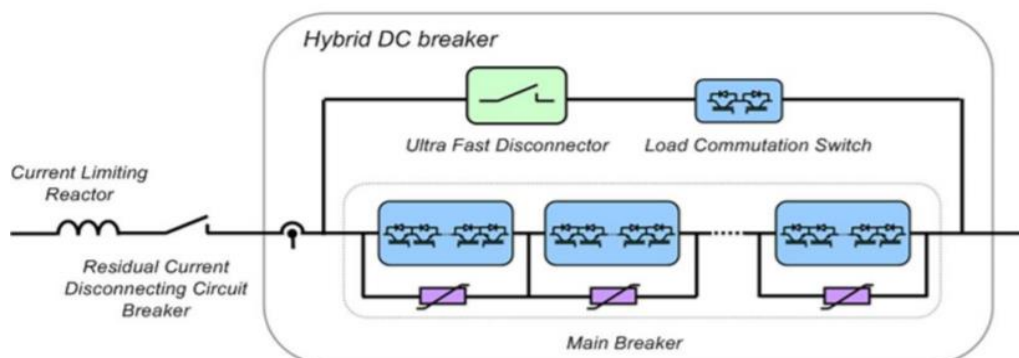 Hybrid DC breaker
Ultra Fast Disconnector
Load Commutation Switch
Current Limiting
Reactor
Residual Current
Disconnecting Circuit
Breaker
Main Breaker